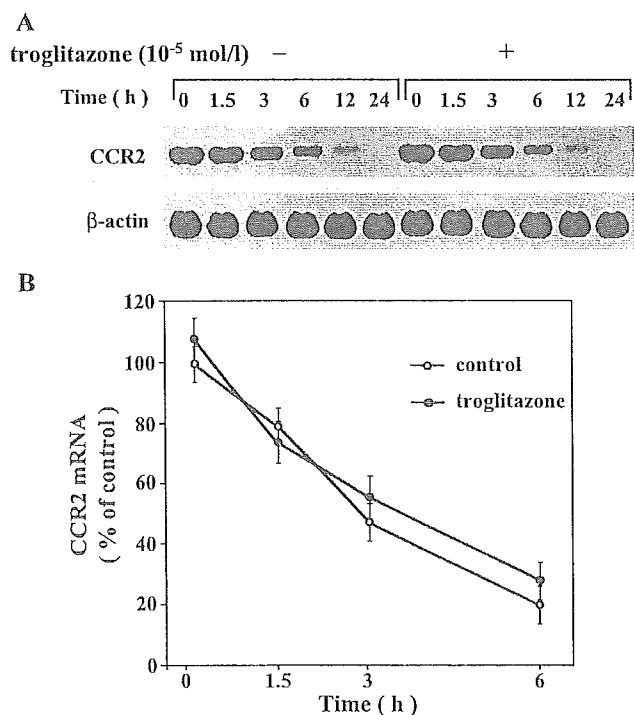 A
troglitazone (10⁻⁵ mol/l) − +
Time ( h ) 0 1.5 3 6 12 24 0 1.5 3 6 12 24
CCR2
β-actin
B
120
100
80
60
40
20
0
CCR2 mRNA
( % of control)
control
troglitazone
0 1.5 3 6
Time ( h )